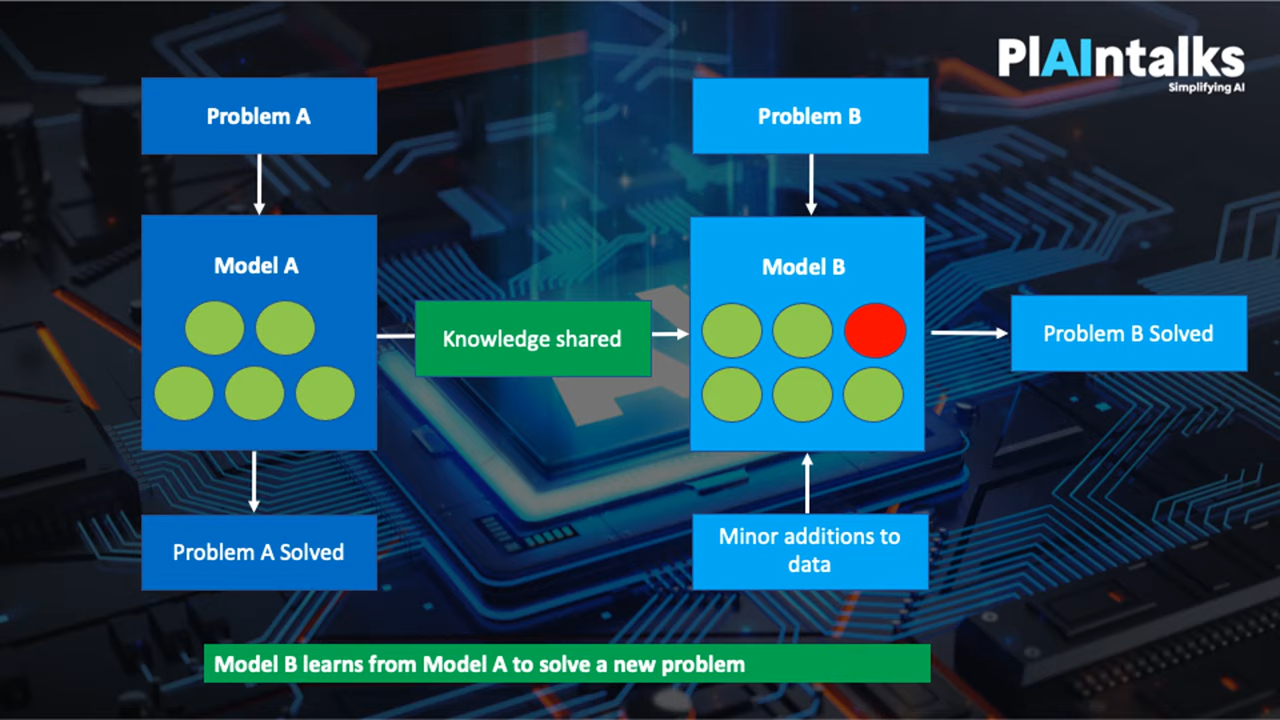 PlAIntalks
Simplifying AI
Problem A
Problem B
Model A
Model B
Knowledge shared
Problem B Solved
Problem A Solved
Minor additions to
data
Model B learns from Model A to solve a new problem